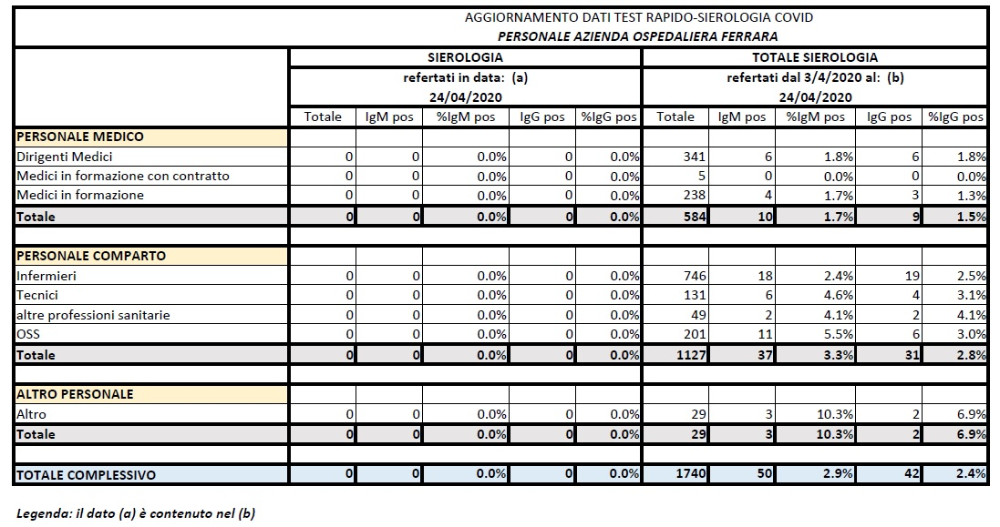 AGGIORNAMENTO DATI TEST RAPIDO-SIEROLOGIA COVID
PERSONALE AZIENDA OSPEDALIERA FERRARA
SIEROLOGIA TOTALE SIEROLOGIA
refertati in data: (a) refertati dal 3/4/2020 al: (b)
24/04/2020 24/04/2020
Totale IgM pos %IgM pos IgG pos %IgG pos Totale IgM pos %IgM pos IgG pos %IgG pos
PERSONALE MEDICO
Dirigenti Medici 0 0 0.0% 0 0.0% 341 6 1.8% 6 1.8%
Medici in formazione con contratto 0 0 0.0% 0 0.0% 5 0 0.0% 0 0.0%
Medici in formazione 0 0 0.0% 0 0.0% 238 4 1.7% 3 1.3%
Totale 0 0 0.0% 0 0.0% 584 10 1.7% 9 1.5%
PERSONALE COMPARTO
Infermieri 0 0 0.0% 0 0.0% 746 18 2.4% 19 2.5%
Tecnici 0 0 0.0% 0 0.0% 131 6 4.6% 4 3.1%
altre professioni sanitarie 0 0 0.0% 0 0.0% 49 2 4.1% 2 4.1%
OSS 0 0 0.0% 0 0.0% 201 11 5.5% 6 3.0%
Totale 0 0 0.0% 0 0.0% 1127 37 3.3% 31 2.8%
ALTRO PERSONALE
Altro 0 0 0.0% 0 0.0% 29 3 10.3% 2 6.9%
Totale 0 0 0.0% 0 0.0% 29 3 10.3% 2 6.9%
TOTALE COMPLESSIVO 0 0 0.0% 0 0.0% 1740 50 2.9% 42 2.4%
Legenda: il dato (a) è contenuto nel (b)